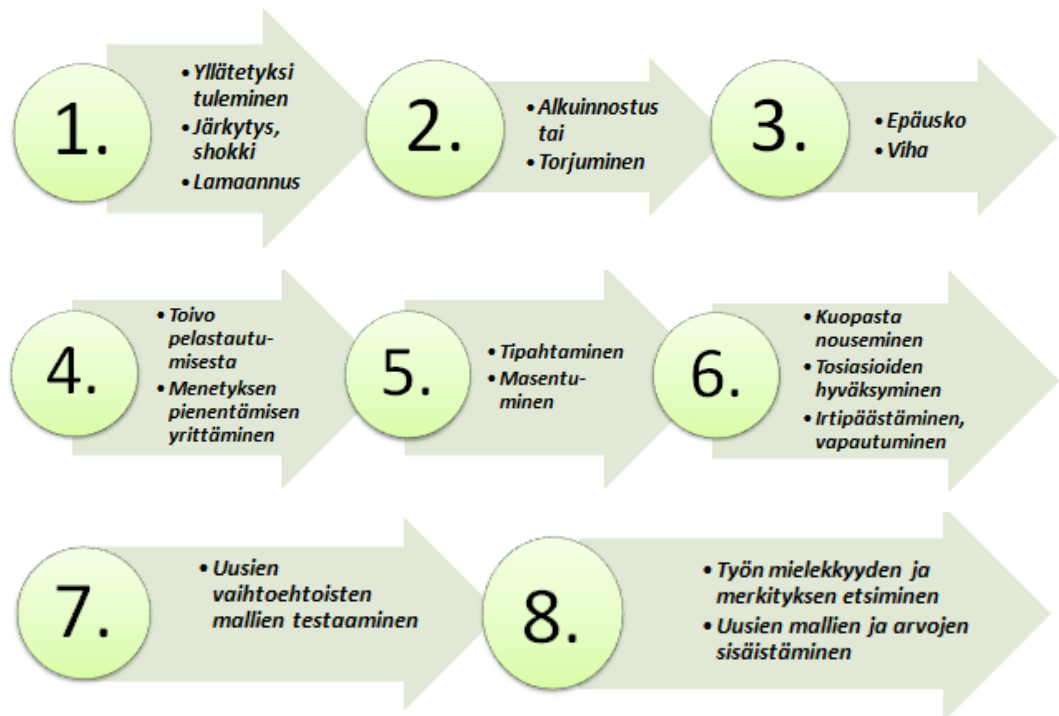 1.
• Yllätetyksi
tuleminen
• Järkytys,
shokki
• Lamaannus
2.
• Alkuinnostus
tai
• Torjuminen
3.
• Epäusko
• Viha
4.
• Toivo
pelastautu-
misesta
• Menetyksen
pienentämisen
yrittäminen
5.
• Tipahtaminen
• Masentu-
minen
6.
• Kuopasta
nouseminen
• Tosiasioiden
hyväksyminen
• Irtipäästäminen,
vapautuminen
7.
• Uusien
vaihtoehtoisten
mallien testaaminen
8.
• Työn mielekkyyden ja
merkityksen etsiminen
• Uusien mallien ja arvojen
sisäistäminen